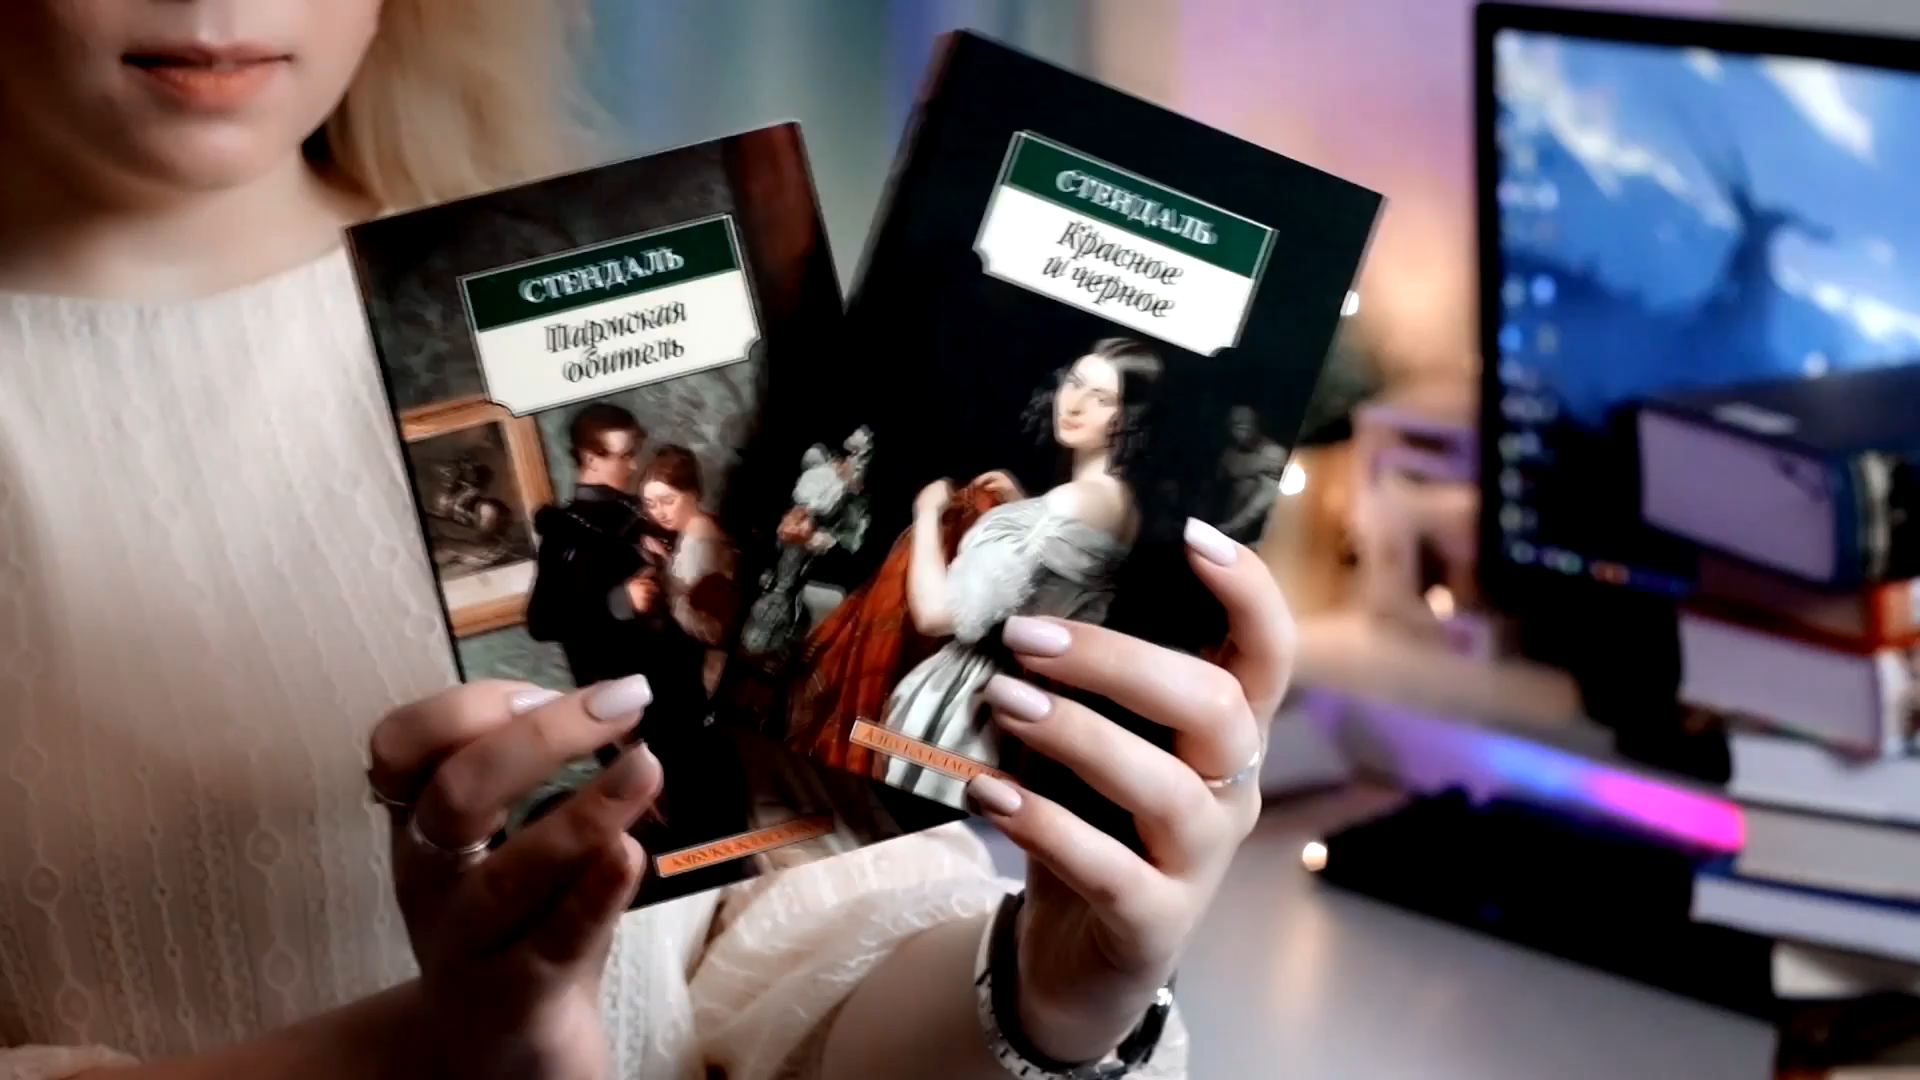 СТЕНДАЛЬ
Пармская
обитель
СТЕНДАЛЬ
Красное
и черное